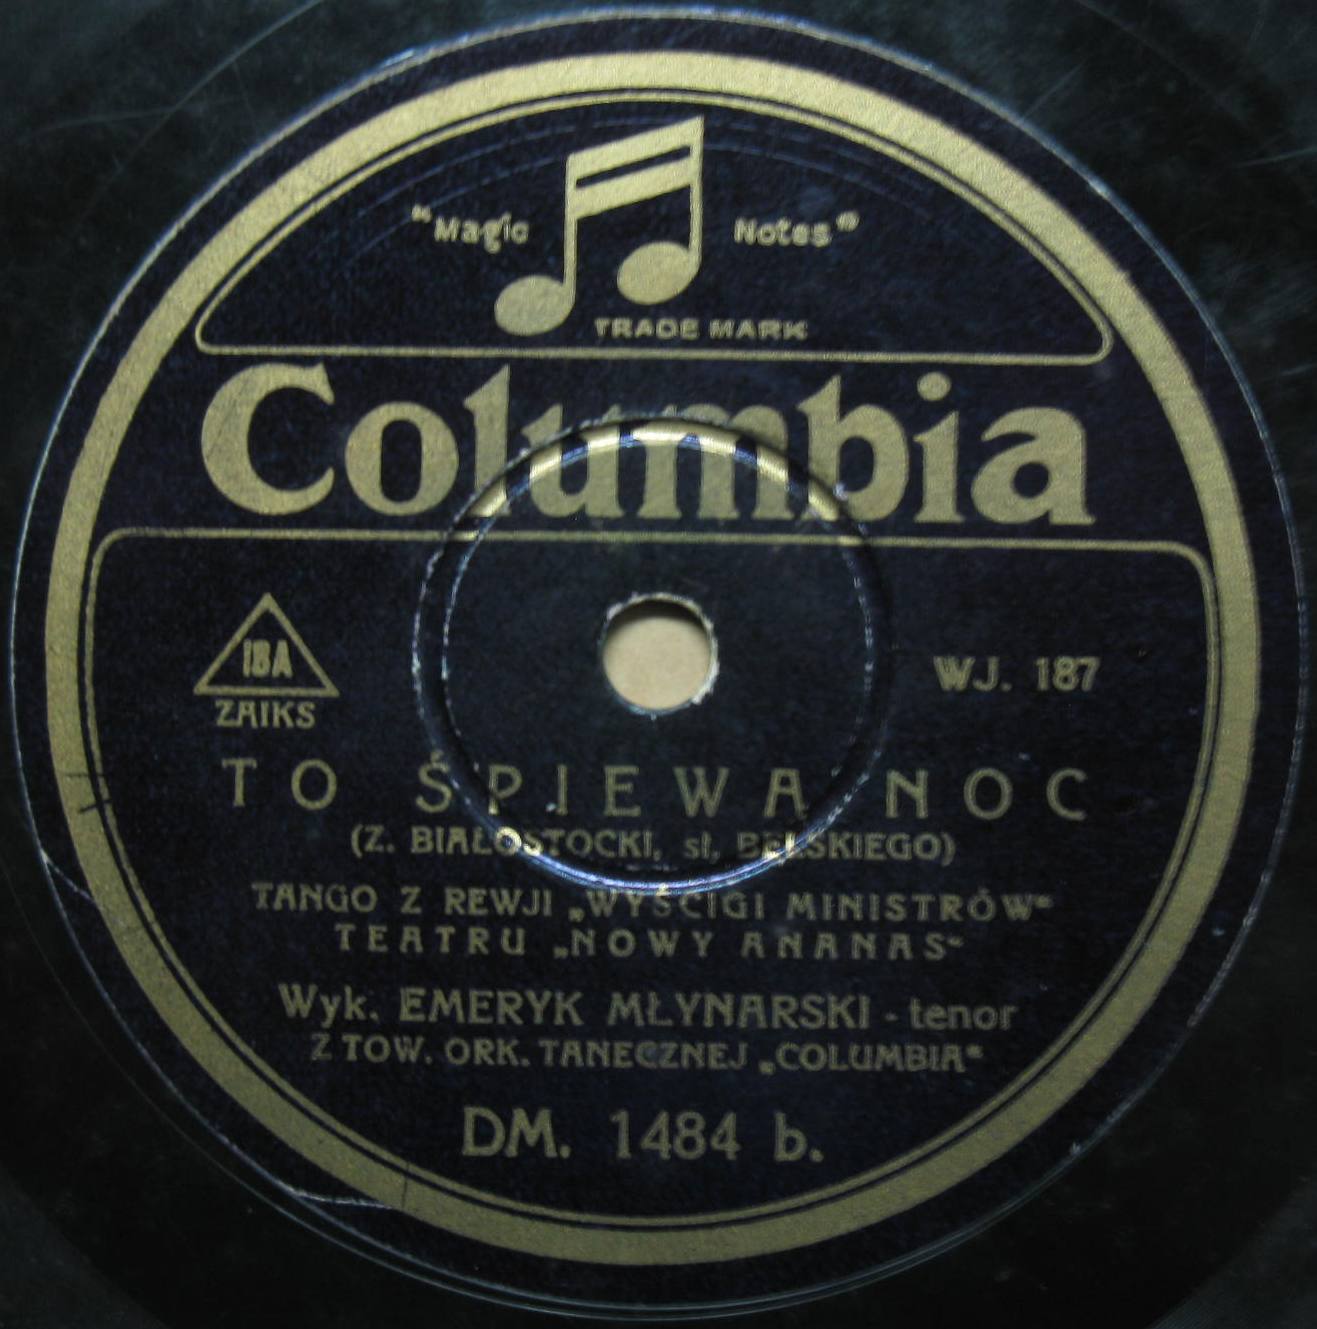 "Magic Notes"
TRADE MARK
Columbia
IBA
ZAIKS
WJ. 187
TO ŚPIEWA NOC
(Z. BIAŁOSTOCKI, sł. BELSKIEGO)
TANGO Z REWJI „WYŚCIGI MINISTRÓW"
TEATRU „NOWY ANANAS"
Wyk. EMERYK MŁYNARSKI - tenor
Z TOW. ORK. TANECZNEJ „COLUMBIA"
DM. 1484 b.